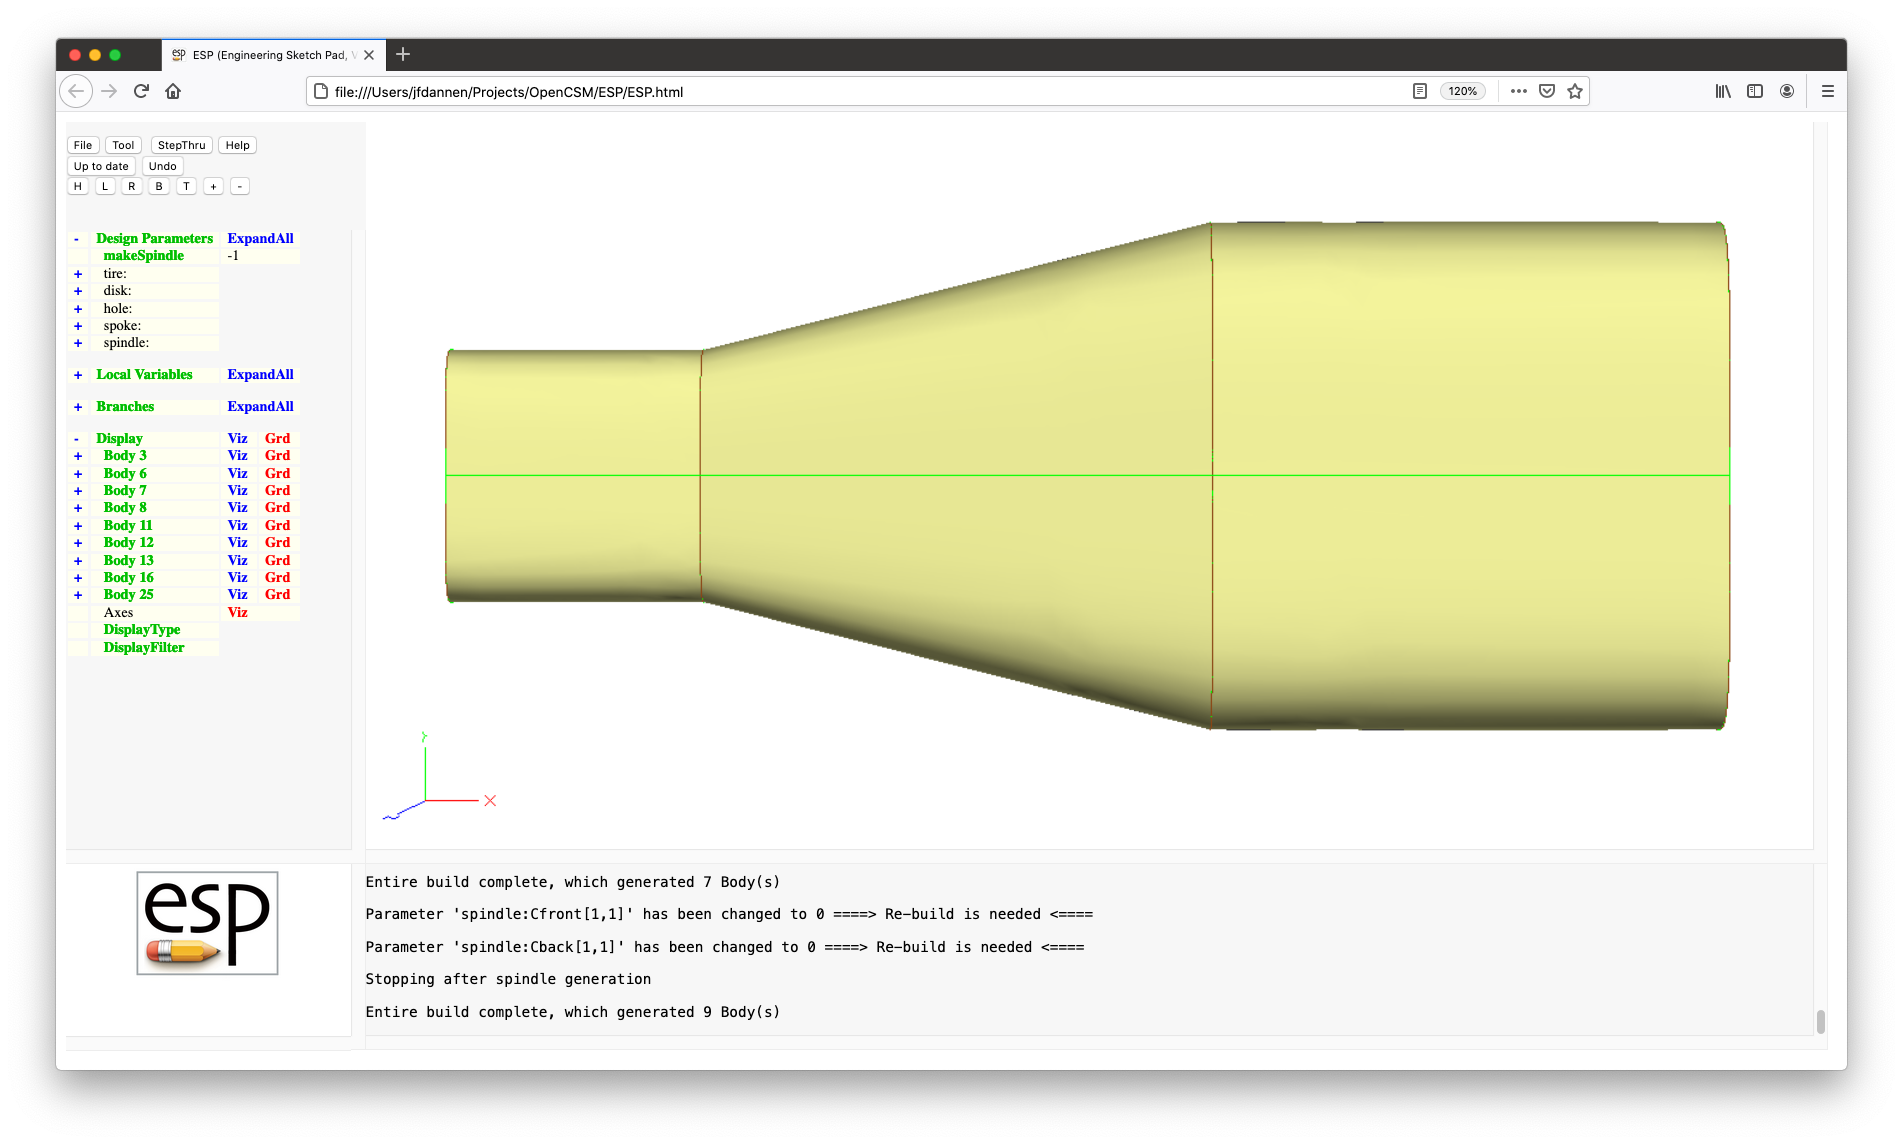 ESP (Engineering Sketch Pad, V
file:///Users/jfdannen/Projects/OpenCSM/ESP/ESP.html
120%
File Tool StepThru Help
Up to date Undo
H L R B T + -
- Design Parameters ExpandAll
makeSpindle -1
+ tire:
+ disk:
+ hole:
+ spoke:
+ spindle:
+ Local Variables ExpandAll
+ Branches ExpandAll
- Display Viz Grd
+ Body 3 Viz Grd
+ Body 6 Viz Grd
+ Body 7 Viz Grd
+ Body 8 Viz Grd
+ Body 11 Viz Grd
+ Body 12 Viz Grd
+ Body 13 Viz Grd
+ Body 16 Viz Grd
+ Body 25 Viz Grd
Axes Viz
DisplayType
DisplayFilter
Y
X
esp
Entire build complete, which generated 7 Body(s)
Parameter 'spindle:Cfront[1,1]' has been changed to 0 ====> Re-build is needed <====
Parameter 'spindle:Cback[1,1]' has been changed to 0 ====> Re-build is needed <====
Stopping after spindle generation
Entire build complete, which generated 9 Body(s)